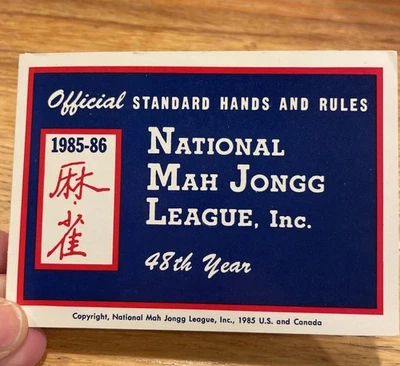 Official STANDARD HANDS AND RULES
1985-86
麻
雀
NATIONAL
MAH JONGG
LEAGUE, Inc.
48th Year
Copyright, National Mah Jongg League, Inc., 1985 U.S. and Canada